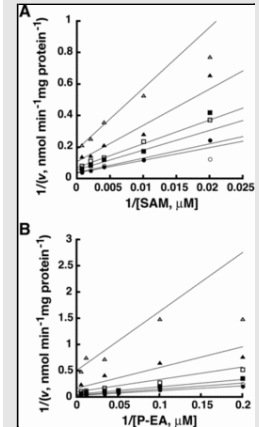 A
1/(v, nmol min⁻¹mg protein⁻¹)
1
0.8
0.6
0.4
0.2
0
0 0.005 0.01 0.015 0.02 0.025
1/[SAM, µM]
B
1/(v, nmol min⁻¹mg protein⁻¹)
3
2.5
2
1.5
1
0.5
0
0 0.05 0.1 0.15 0.2
1/[P-EA, µM]